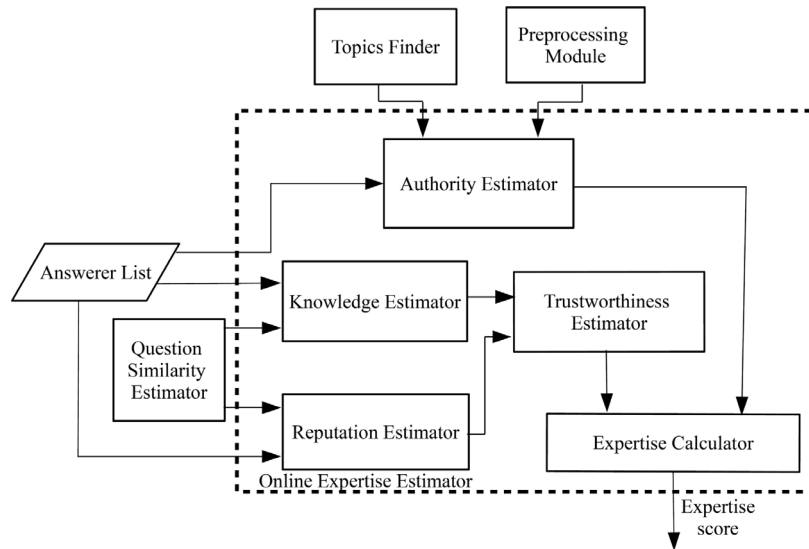 Topics Finder
Preprocessing
Module
Authority Estimator
Answerer List
Knowledge Estimator
Trustworthiness
Estimator
Question
Similarity
Estimator
Reputation Estimator
Expertise Calculator
Online Expertise Estimator
Expertise
score